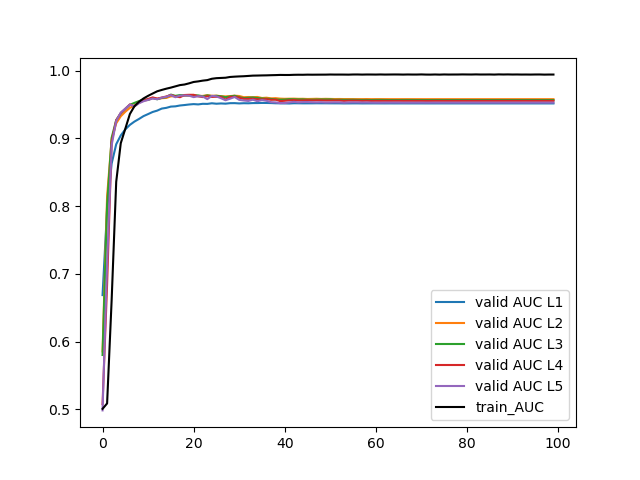 1.0
0.9
0.8
0.7
0.6
0.5
valid AUC L1
valid AUC L2
valid AUC L3
valid AUC L4
valid AUC L5
train_AUC
0 20 40 60 80 100